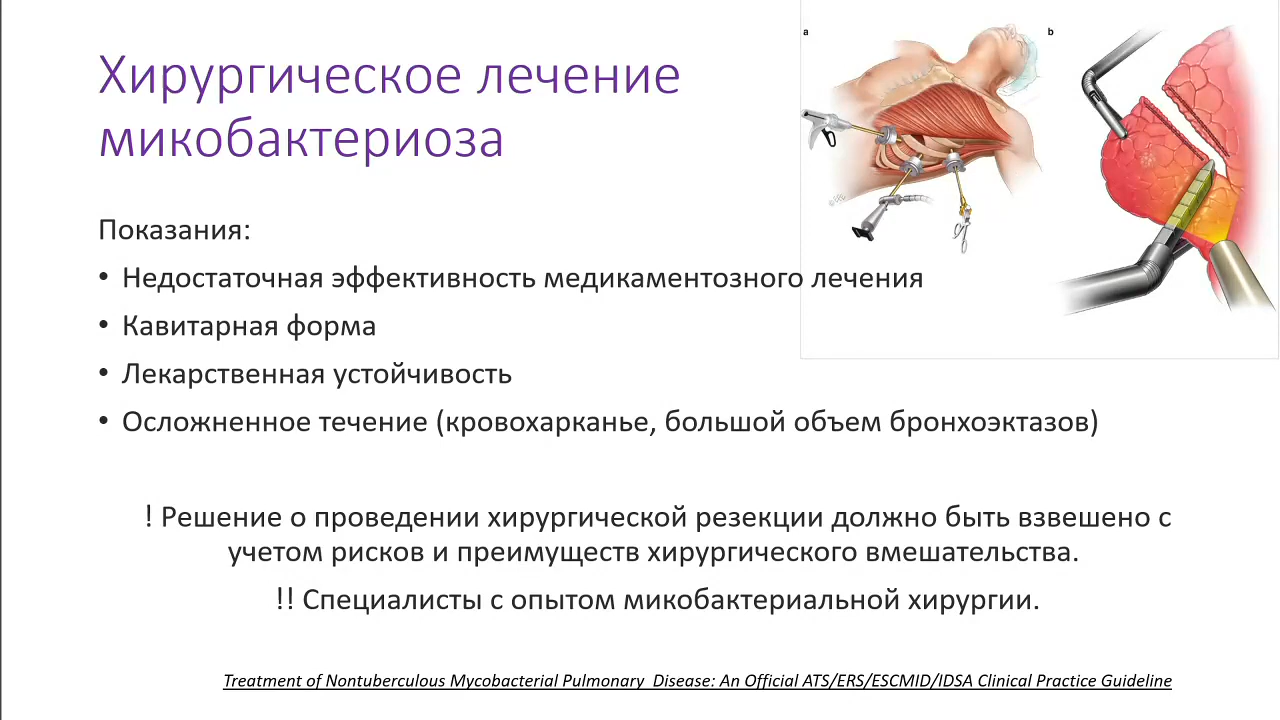 Хирургическое лечение
микобактериоза
a
b
Показания:
• Недостаточная эффективность медикаментозного лечения
• Кавитарная форма
• Лекарственная устойчивость
• Осложненное течение (кровохарканье, большой объем бронхоэктазов)
! Решение о проведении хирургической резекции должно быть взвешено с
учетом рисков и преимуществ хирургического вмешательства.
!! Специалисты с опытом микобактериальной хирургии.
Treatment of Nontuberculous Mycobacterial Pulmonary Disease: An Official ATS/ERS/ESCMID/IDSA Clinical Practice Guideline